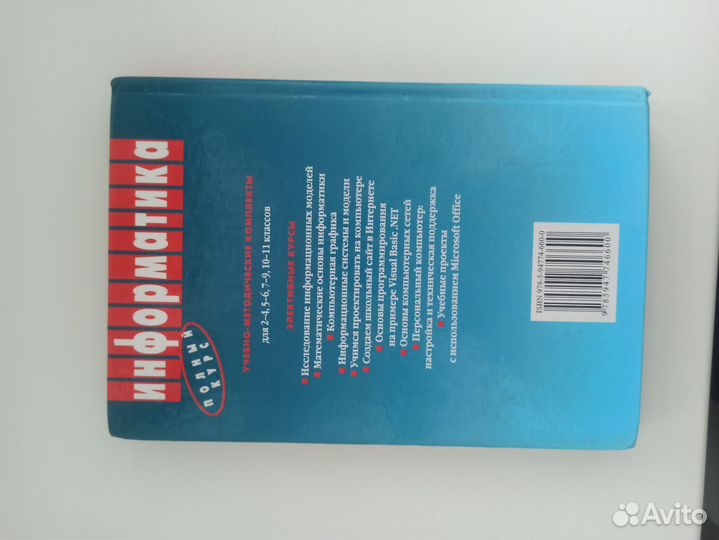 информатика
ПОЛНЫЙ
КУРС
УЧЕБНО-МЕТОДИЧЕСКИЕ КОМПЛЕКТЫ
для 2–4, 5–6, 7–9, 10–11 классов
ЭЛЕКТИВНЫЕ КУРСЫ
Исследование информационных моделей
Математические основы информатики
Компьютерная графика
Информационные системы и модели
Учимся проектировать на компьютере
Создаем школьный сайт в Интернете
Основы программирования
на примере Visual Basic .NET
Основы компьютерных сетей
Персональный компьютер:
настройка и техническая поддержка
Учебные проекты
с использованием Microsoft Office
ISBN 978-5-94774-660-0
9 785947 746600
Avito